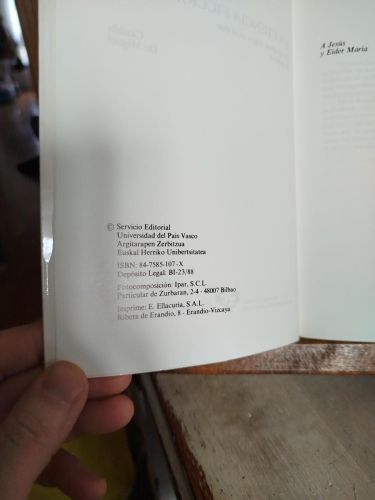 © Servicio Editorial
Universidad del País Vasco
Argitarapen Zerbitzua
Euskal Herriko Unibertsitatea
ISBN: 84-7585-107-X
Depósito Legal: BI-23/88
Fotocomposición: Ipar, S.C.L.
Particular de Zurbaran, 2-4 - 48007 Bilbao
Imprime: E. Ellacuria, S.A.L.
Ribera de Erandio, 8 - Erandio-Vizcaya
A Jesús
y Eider María